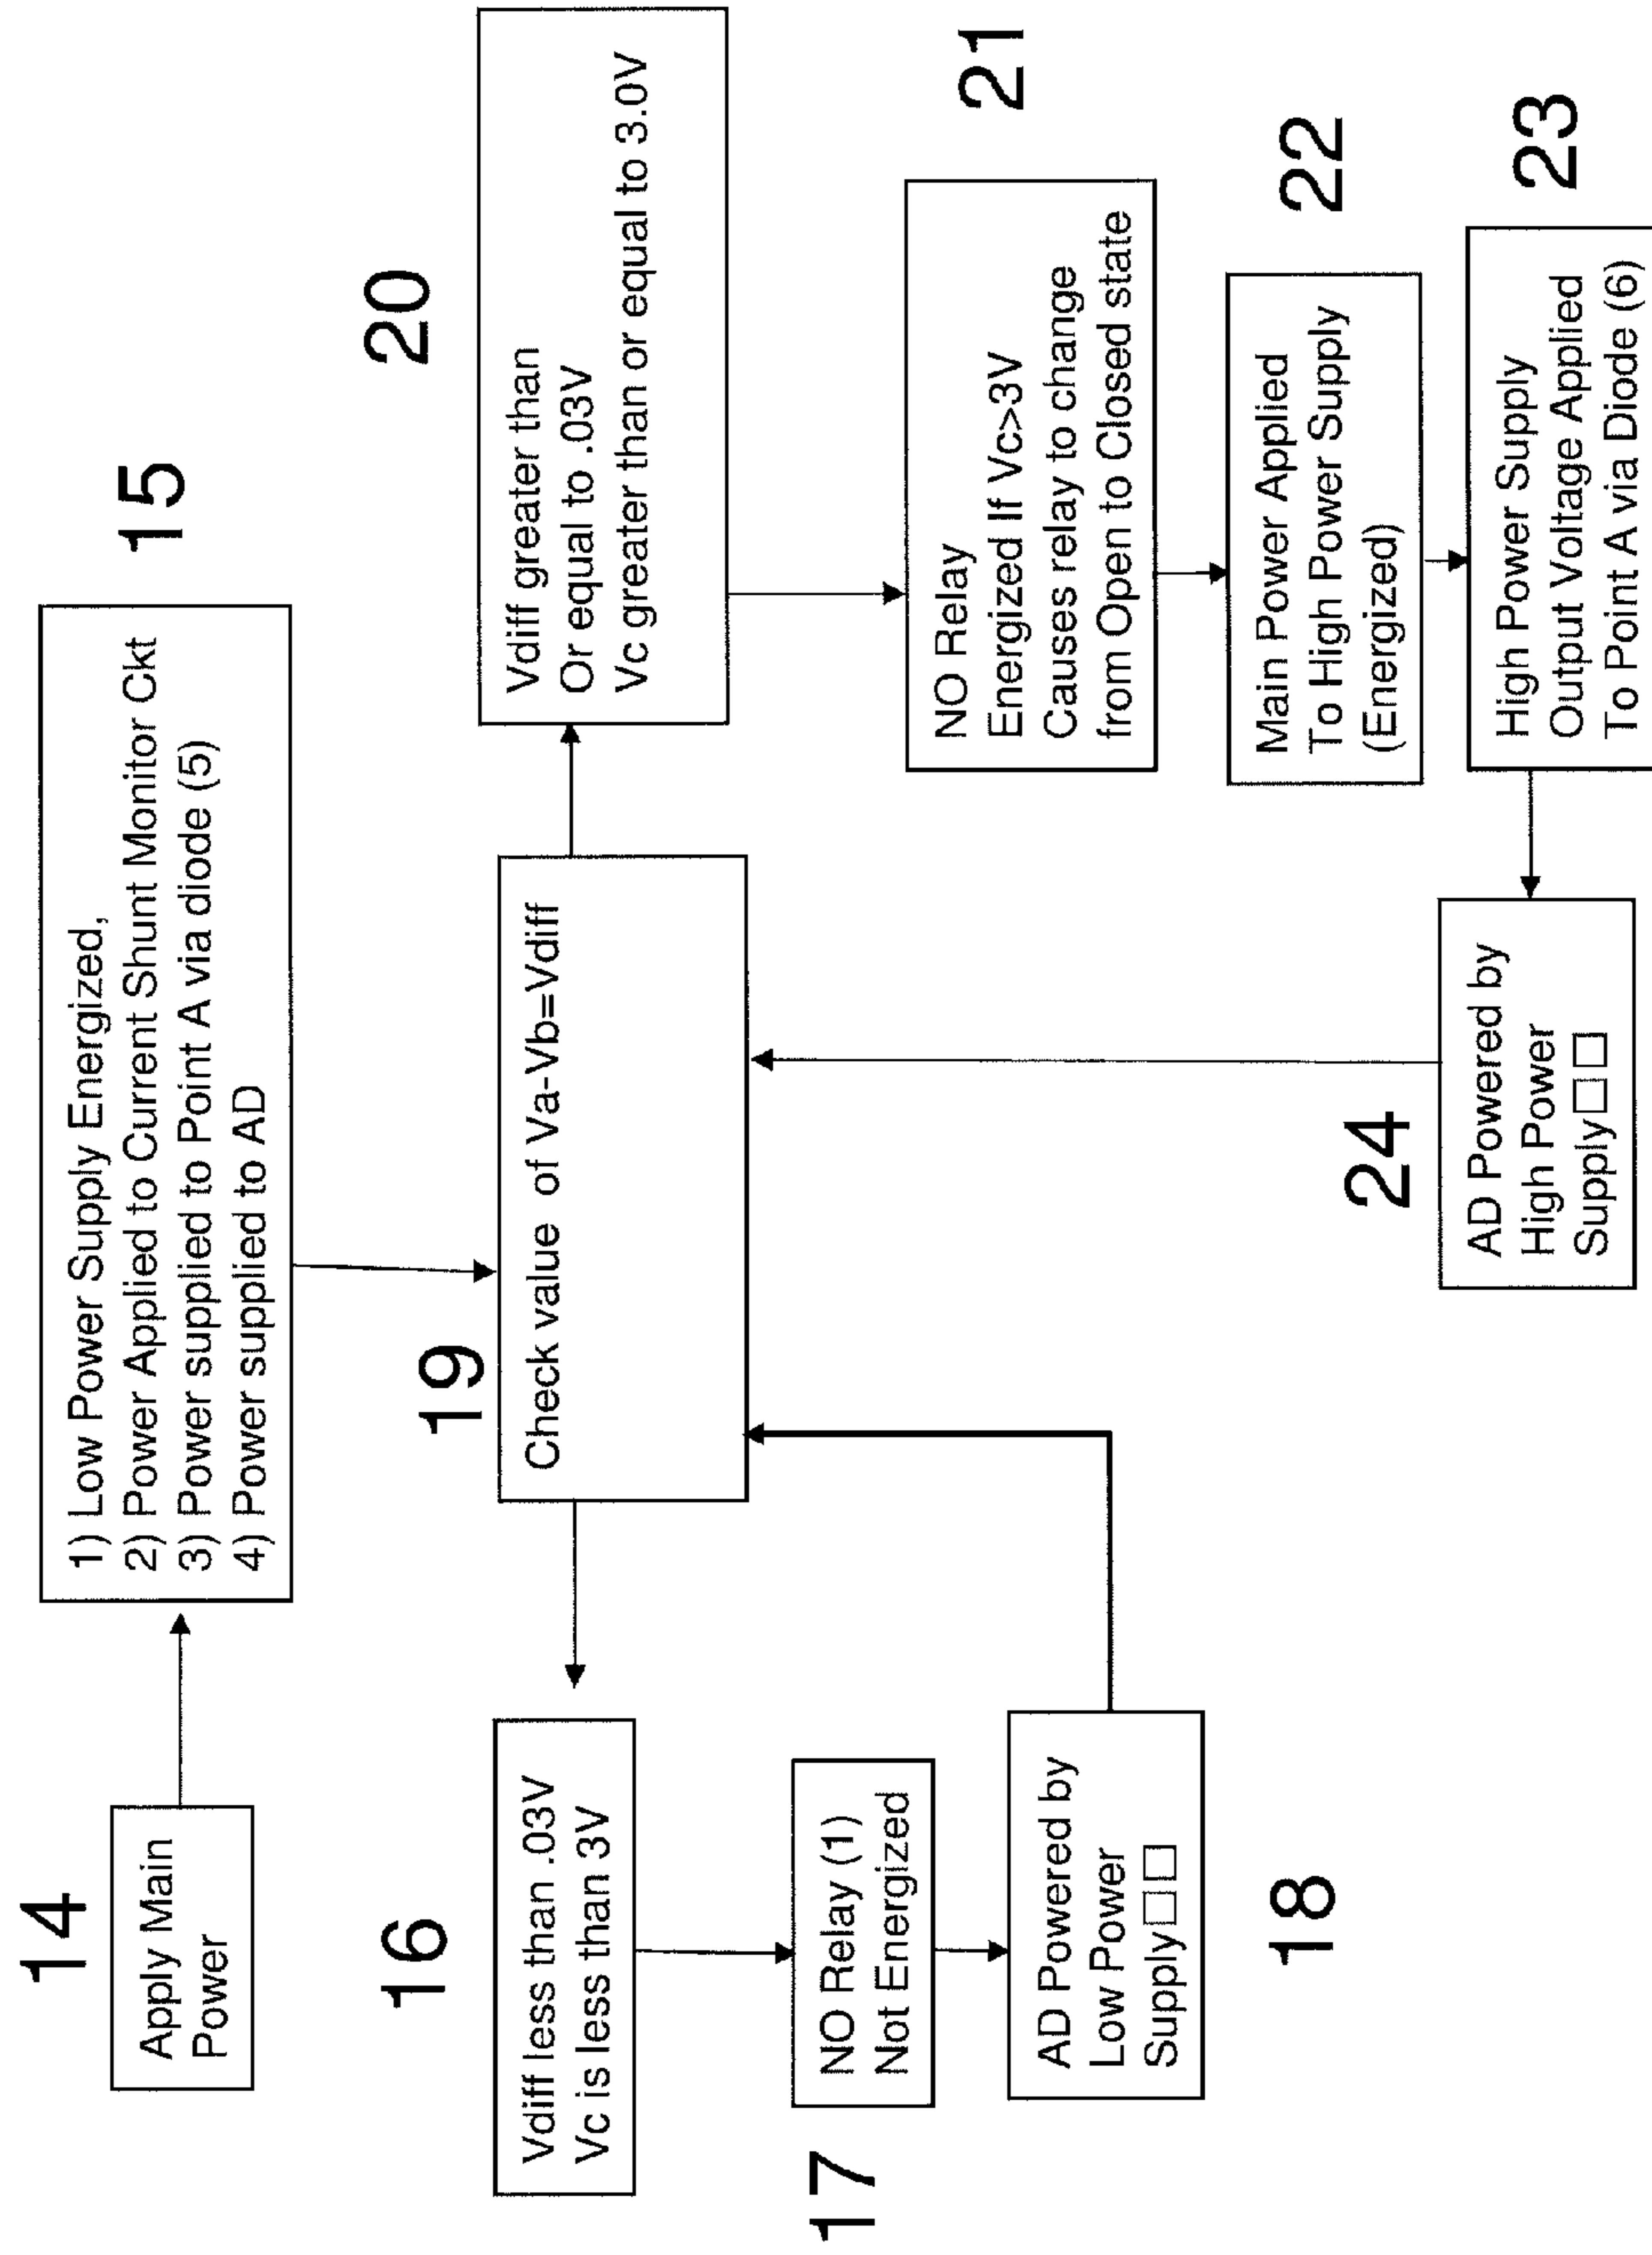 14
Apply Main
Power
15
1) Low Power Supply Energized,
2) Power Applied to Current Shunt Monitor Ckt
3) Power supplied to Point A via diode (5)
4) Power supplied to AD
16
Vdiff less than .03V
Vc is less than 3V
17
NO Relay (1)
Not Energized
AD Powered by
Low Power
Supply□□
18
19
Check value of Va-Vb=Vdiff
20
Vdiff greater than
Or equal to .03V
Vc greater than or equal to 3.0V
21
NO Relay
Energized If Vc>3V
Causes relay to change
from Open to Closed state
22
Main Power Applied
To High Power Supply
(Energized)
23
High Power Supply
Output Voltage Applied
To Point A via Diode (6)
24
AD Powered by
High Power
Supply□□